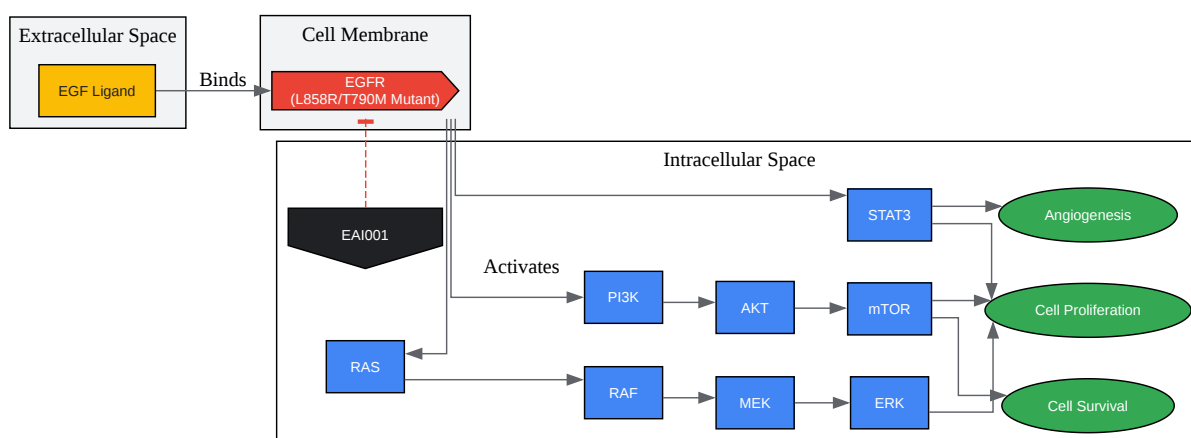 Extracellular Space
EGF Ligand
Binds
Cell Membrane
EGFR
(L858R/T790M Mutant)
Intracellular Space
EAI001
STAT3
Angiogenesis
Activates
PI3K
AKT
mTOR
Cell Proliferation
RAS
RAF
MEK
ERK
Cell Survival